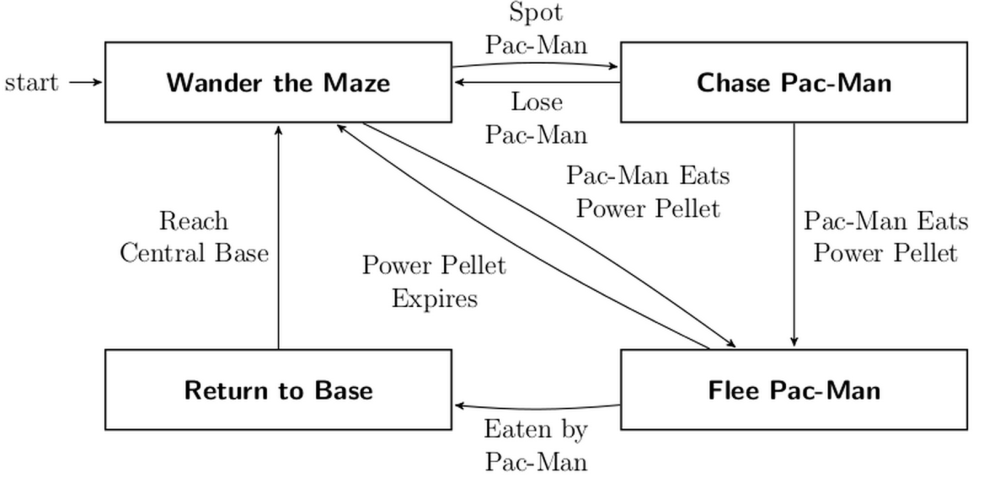 Spot
Pac-Man
start
Wander the Maze
Chase Pac-Man
Lose
Pac-Man
Pac-Man Eats
Power Pellet
Reach
Central Base
Pac-Man Eats
Power Pellet
Power Pellet
Expires
Return to Base
Flee Pac-Man
Eaten by
Pac-Man